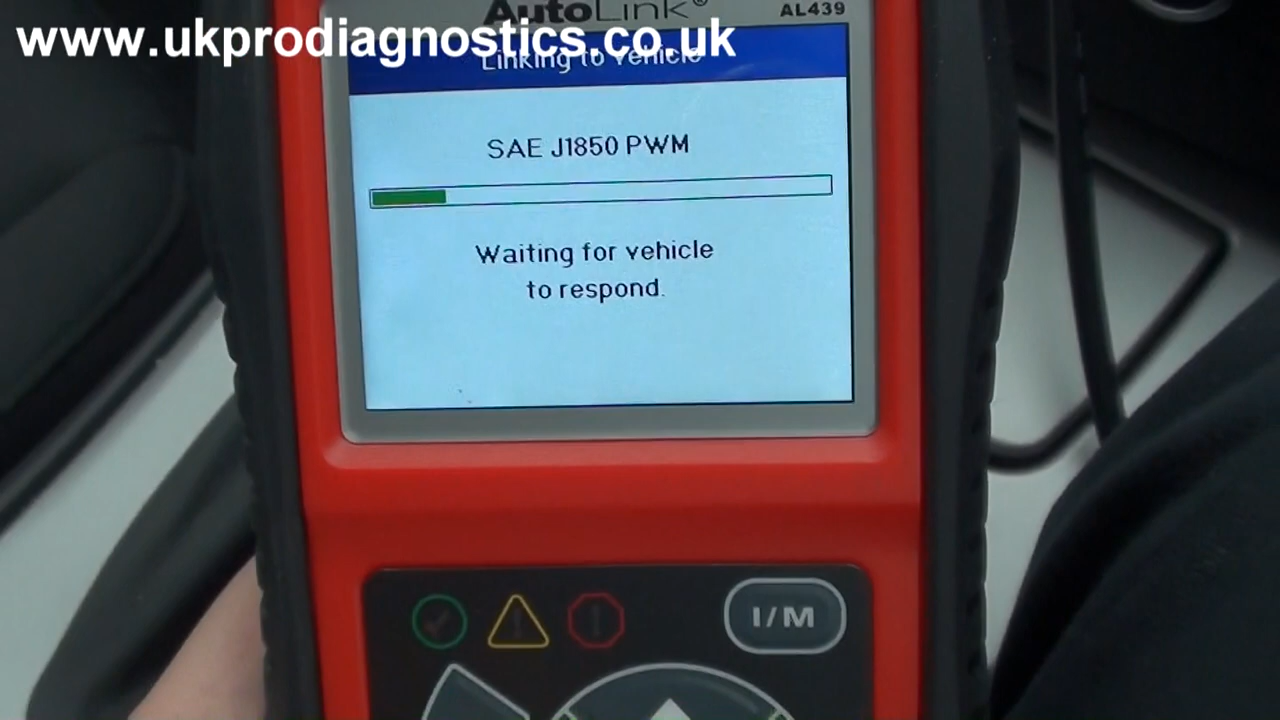 AutoLink® AL439
www.ukprodiagnostics.co.uk
Linking to vehicle
SAE J1850 PWM
Waiting for vehicle
to respond.
I/M